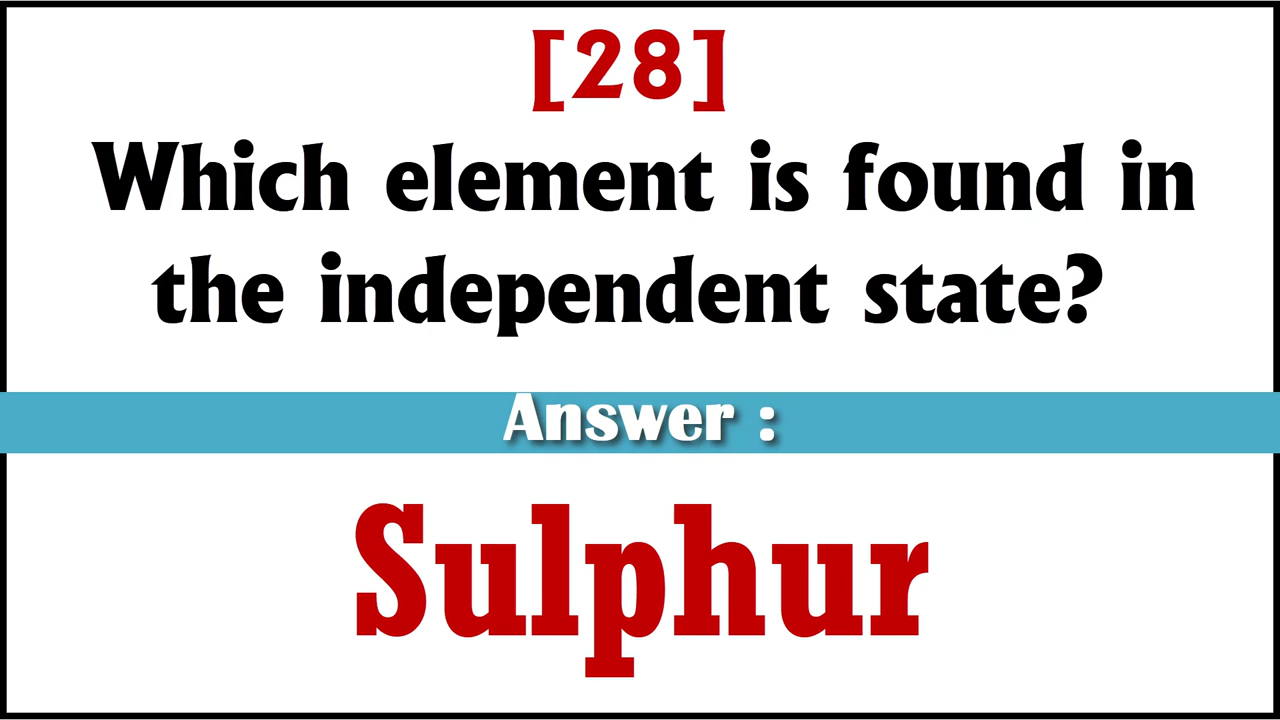 [28]
Which element is found in
the independent state?
Answer :
Sulphur